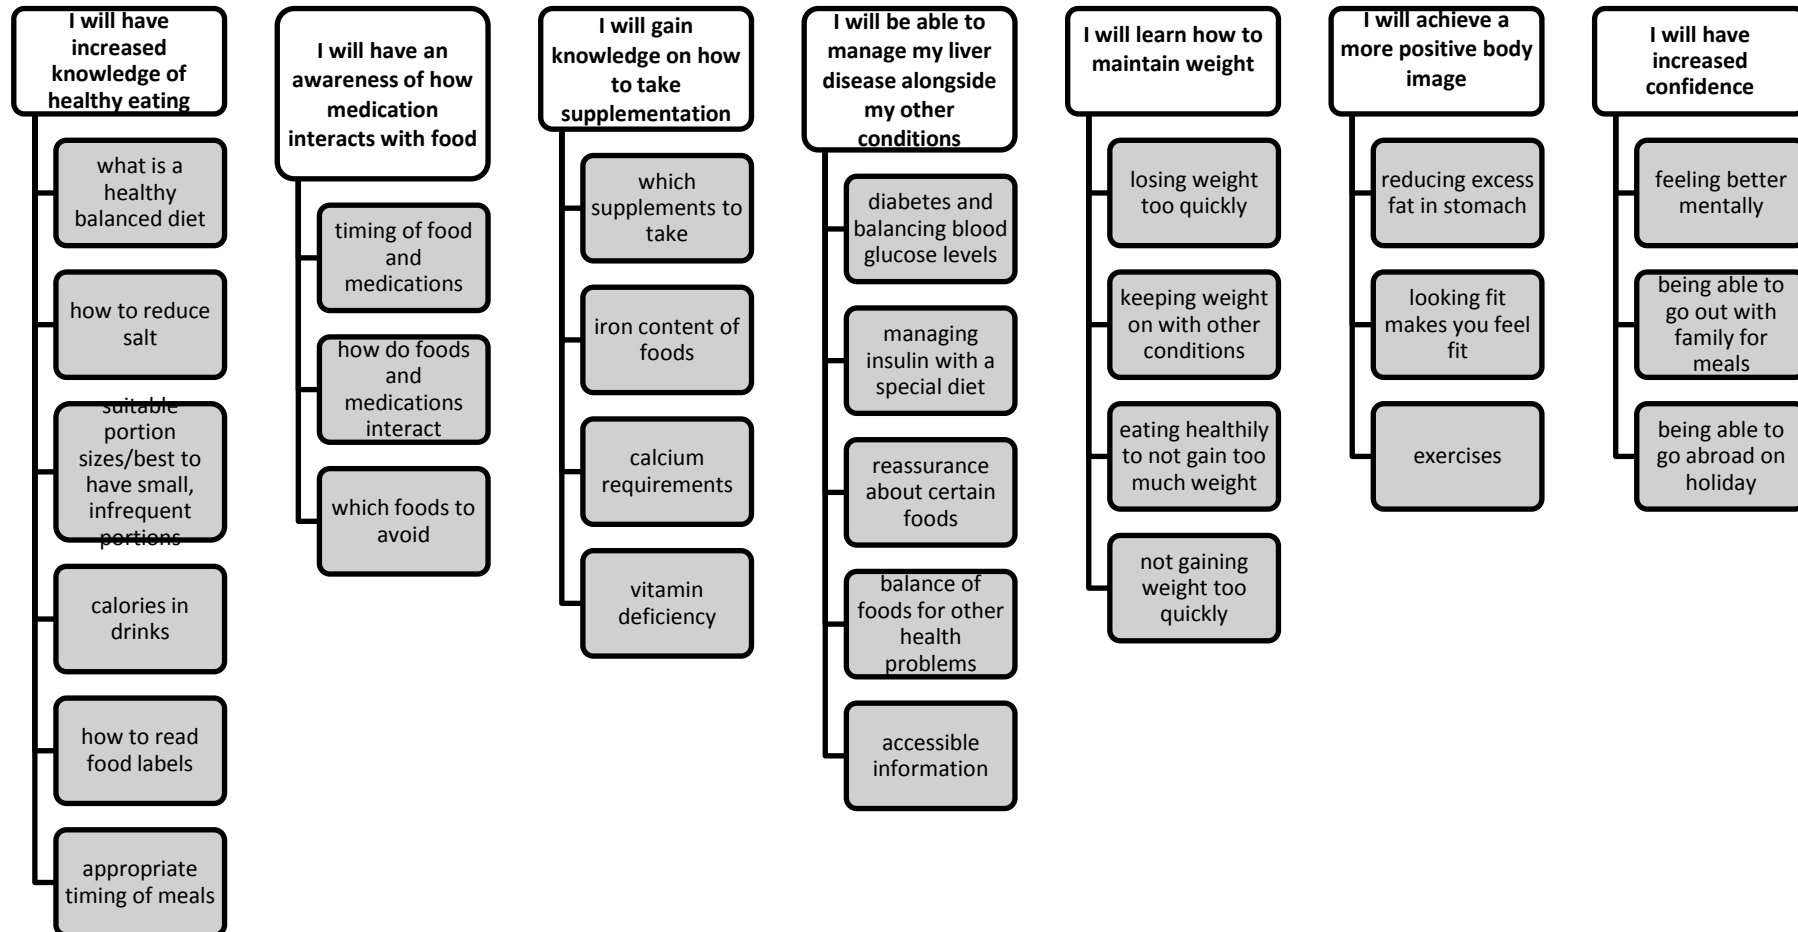 I will have
increased
knowledge of
healthy eating
what is a
healthy
balanced diet
how to reduce
salt
suitable
portion
sizes/best to
have small,
infrequent
portions
calories in
drinks
how to read
food labels
appropriate
timing of meals
I will have an
awareness of how
medication
interacts with food
timing of food
and
medications
how do foods
and
medications
interact
which foods to
avoid
I will gain
knowledge on how
to take
supplementation
which
supplements to
take
iron content of
foods
calcium
requirements
vitamin
deficiency
I will be able to
manage my liver
disease alongside
my other
conditions
diabetes and
balancing blood
glucose levels
managing
insulin with a
special diet
reassurance
about certain
foods
balance of
foods for other
health
problems
accessible
information
I will learn how to
maintain weight
losing weight
too quickly
keeping weight
on with other
conditions
eating healthily
to not gain too
much weight
not gaining
weight too
quickly
I will achieve a
more positive body
image
reducing excess
fat in stomach
looking fit
makes you feel
fit
exercises
I will have
increased
confidence
feeling better
mentally
being able to
go out with
family for
meals
being able to
go abroad on
holiday